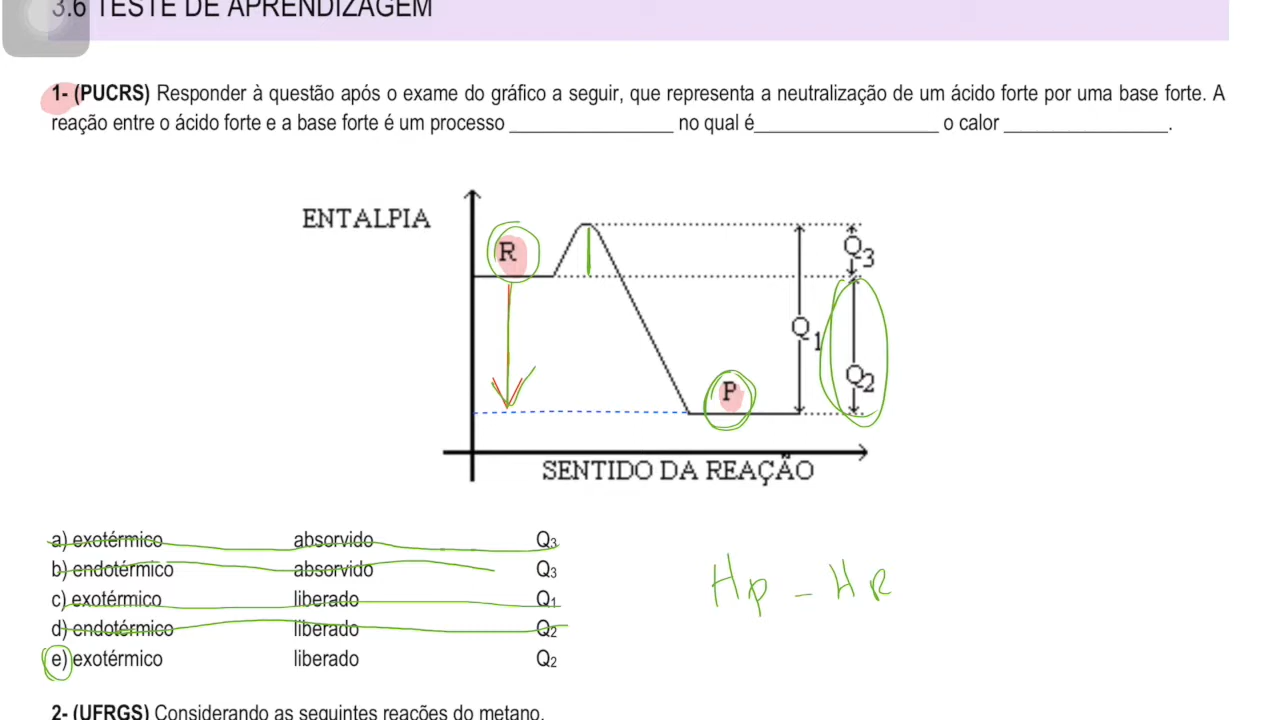 3.6 TESTE DE APRENDIZAGEM
1- (PUCRS) Responder à questão após o exame do gráfico a seguir, que representa a neutralização de um ácido forte por uma base forte. A
reação entre o ácido forte e a base forte é um processo ________________ no qual é__________________ o calor ________________.
ENTALPIA
R
Q3
Q1
Q2
P
SENTIDO DA REAÇÃO
a) exotérmico absorvido Q3
b) endotérmico absorvido Q3
c) exotérmico liberado Q1
d) endotérmico liberado Q2
e) exotérmico liberado Q2
Hp - HR
2- (UFRGS) Considerando as seguintes reações do metano,